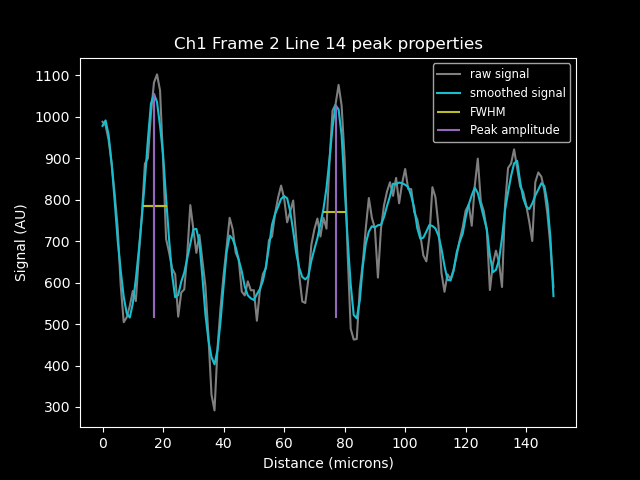 Ch1 Frame 2 Line 14 peak properties
raw signal
smoothed signal
FWHM
Peak amplitude
Signal (AU)
1100
1000
900
800
700
600
500
400
300
0 20 40 60 80 100 120 140
Distance (microns)